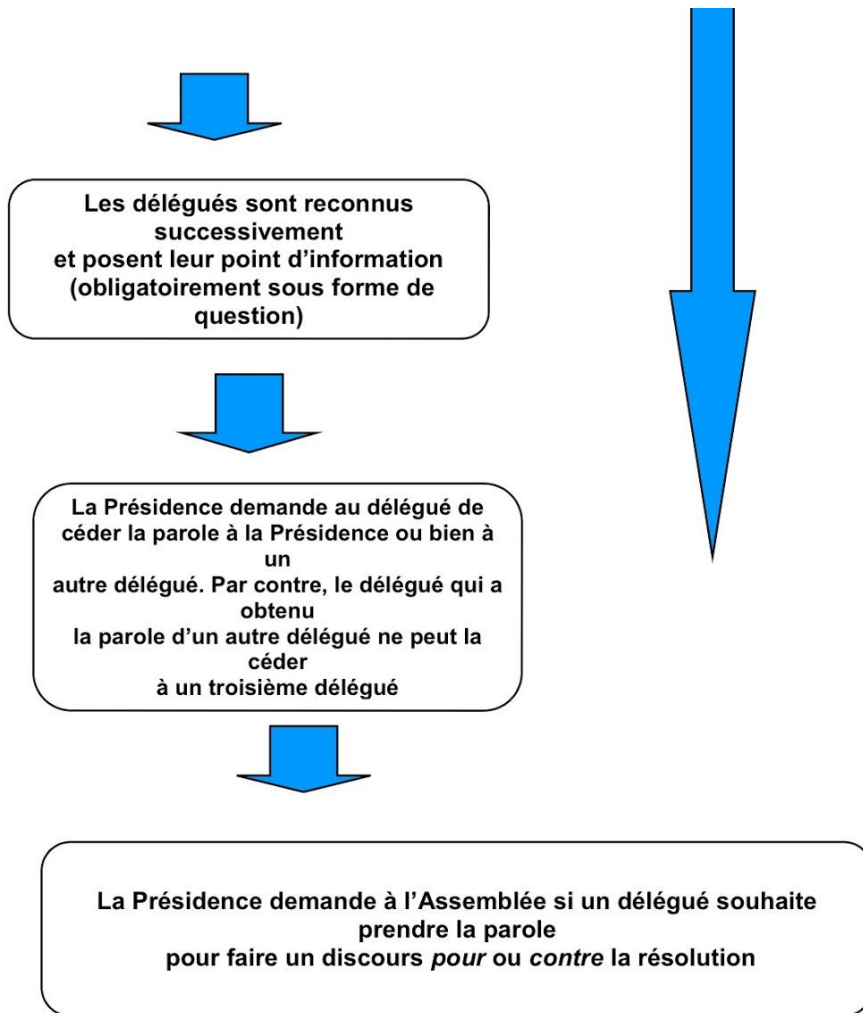 Les délégués sont reconnus
successivement
et posent leur point d’information
(obligatoirement sous forme de
question)
La Présidence demande au délégué de
céder la parole à la Présidence ou bien à
un
autre délégué. Par contre, le délégué qui a
obtenu
la parole d’un autre délégué ne peut la
céder
à un troisième délégué
La Présidence demande à l’Assemblée si un délégué souhaite
prendre la parole
pour faire un discours pour ou contre la résolution